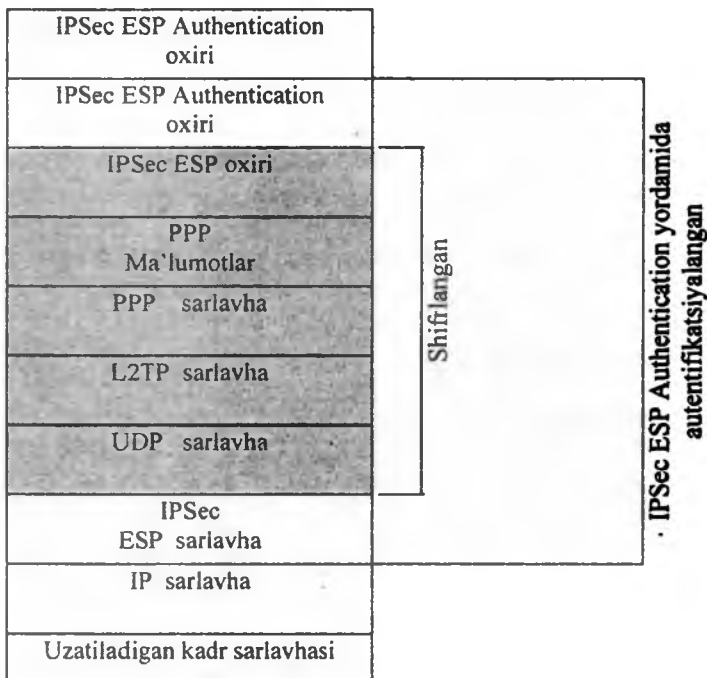 IPSec ESP Authentication
oxiri
IPSec ESP Authentication
oxiri
IPSec ESP oxiri
PPP
Ma'lumotlar
PPP sarlavha
L2TP sarlavha
UDP sarlavha
IPSec
ESP sarlavha
IP sarlavha
Uzatiladigan kadr sarlavhasi
Shifrlangan
IPSec ESP Authentication yordamida
autentifikatsiyalangan